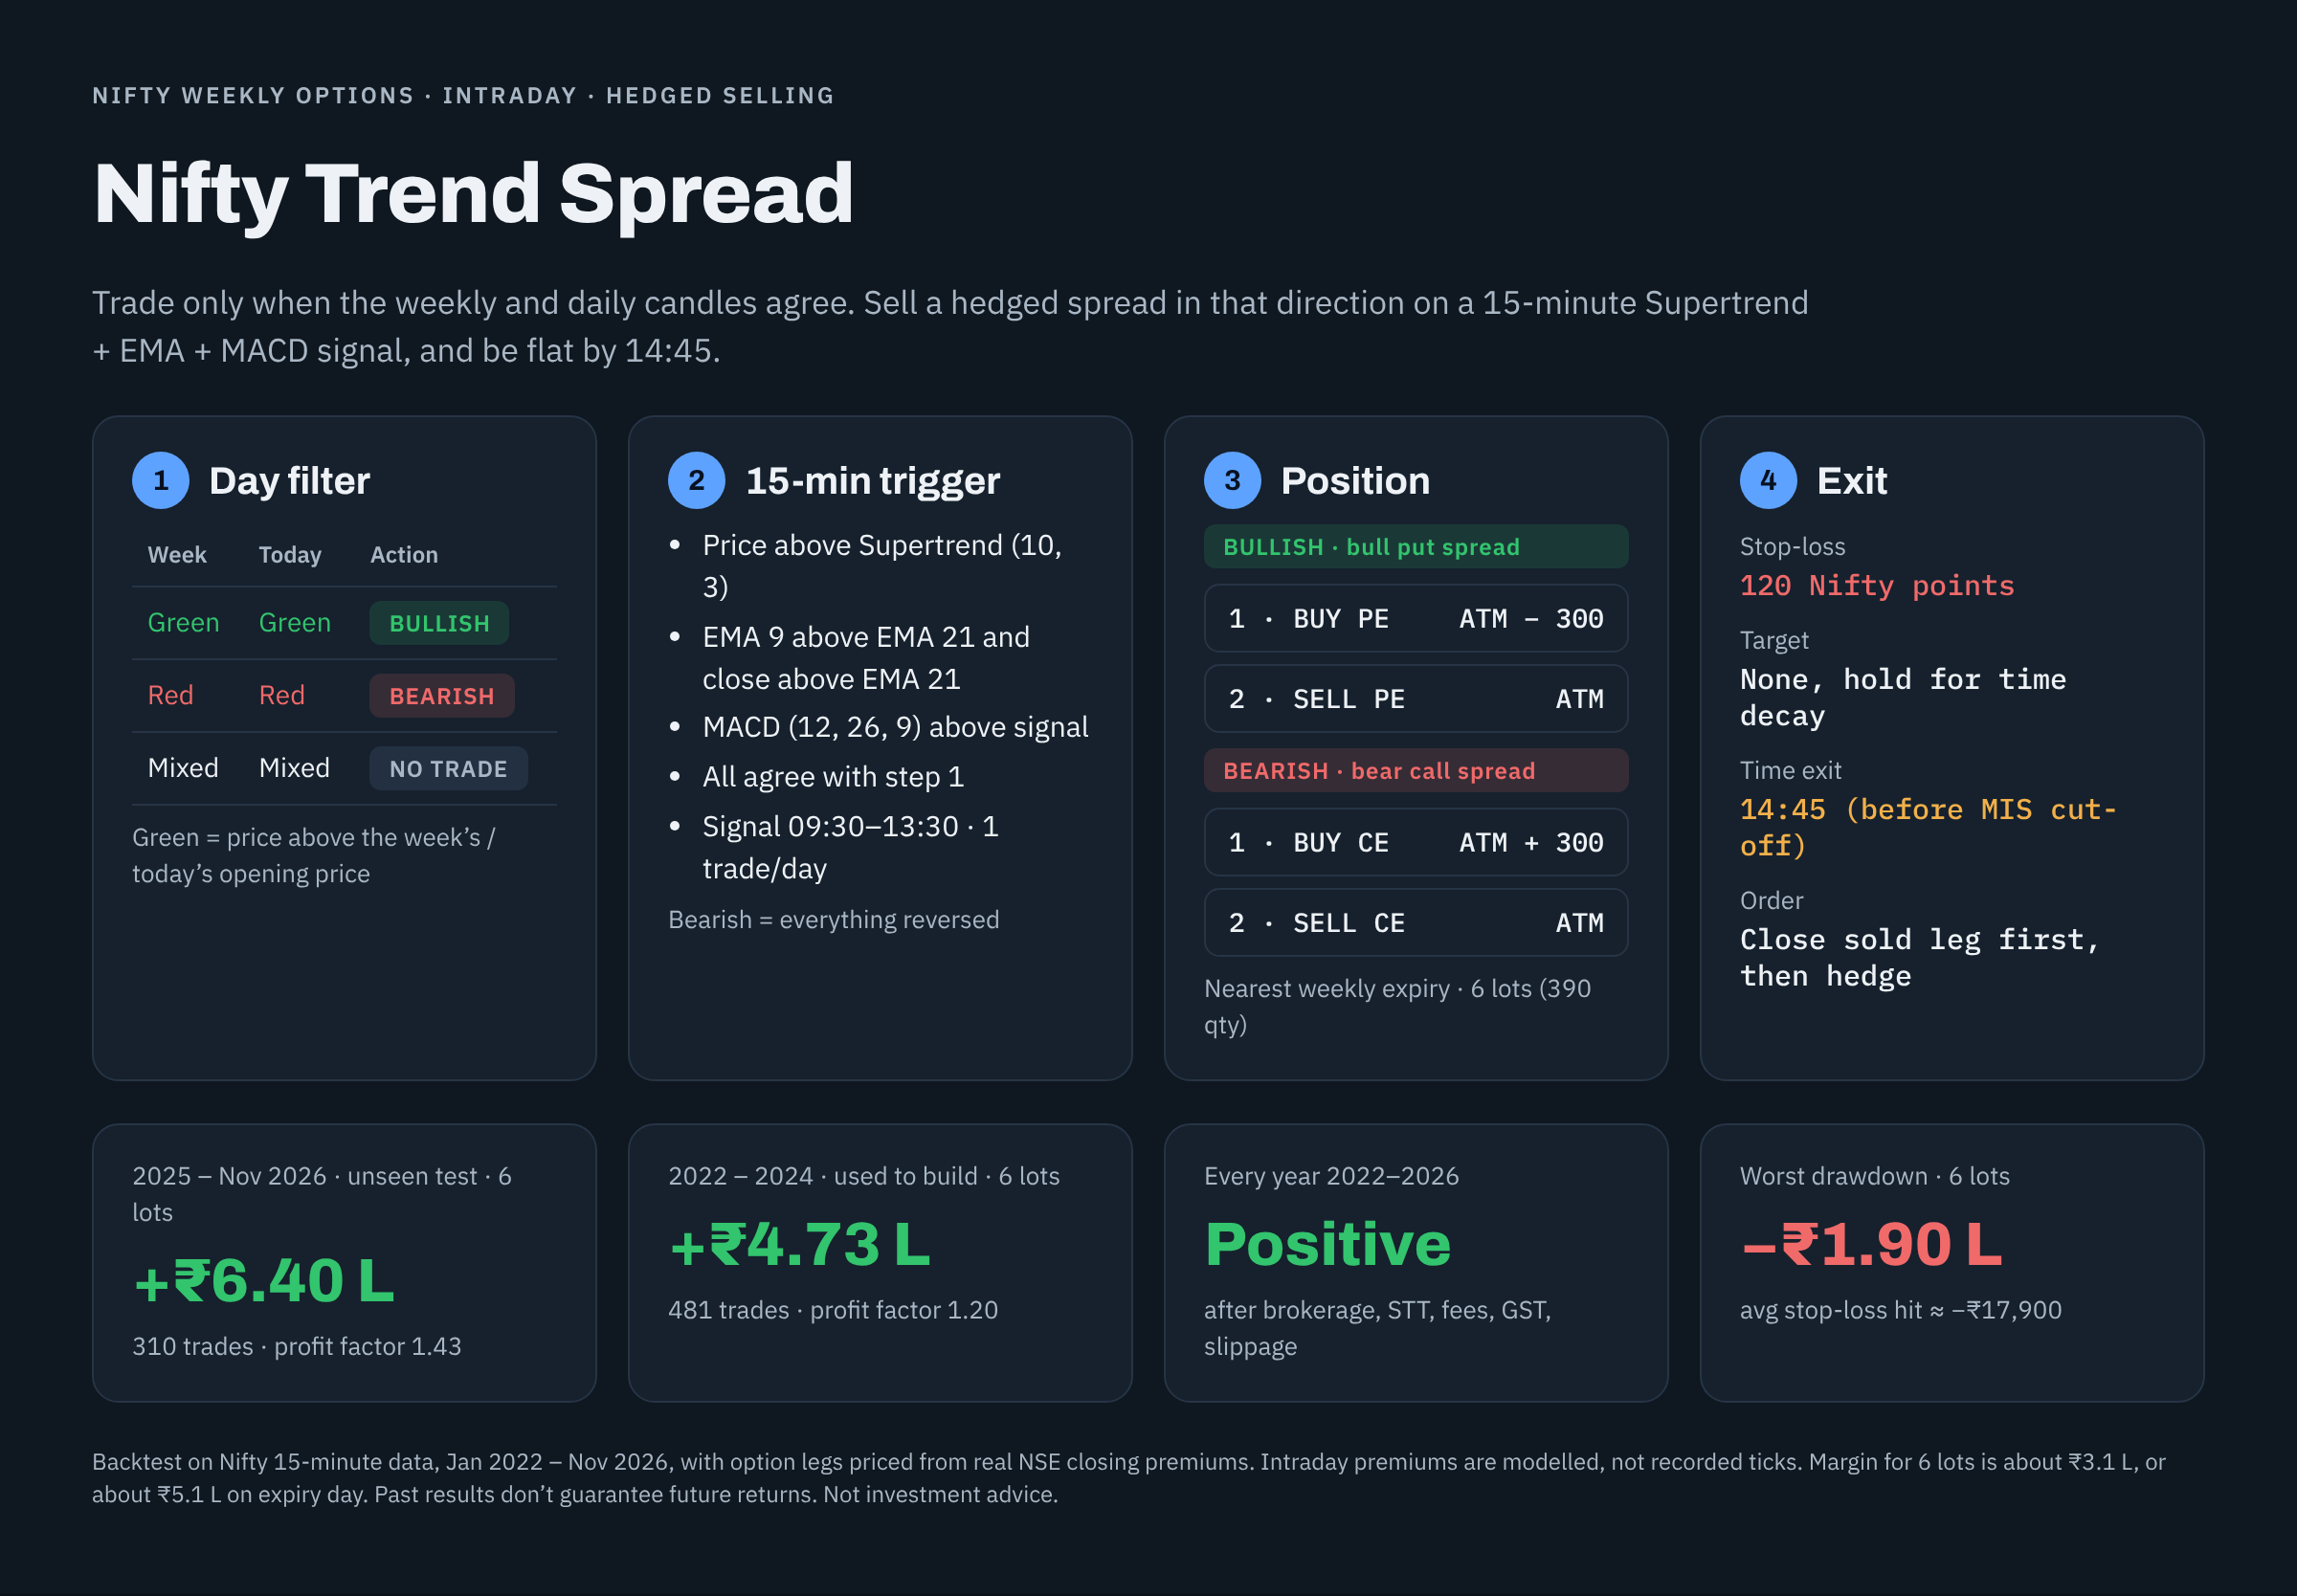 NIFTY WEEKLY OPTIONS · INTRADAY · HEDGED SELLING
Nifty Trend Spread
Trade only when the weekly and daily candles agree. Sell a hedged spread in that direction on a 15-minute Supertrend
+ EMA + MACD signal, and be flat by 14:45.
1 Day filter
Week Today Action
Green Green BULLISH
Red Red BEARISH
Mixed Mixed NO TRADE
Green = price above the week’s /
today’s opening price
2 15-min trigger
• Price above Supertrend (10,
3)
• EMA 9 above EMA 21 and
close above EMA 21
• MACD (12, 26, 9) above signal
• All agree with step 1
• Signal 09:30–13:30 · 1
trade/day
Bearish = everything reversed
3 Position
BULLISH · bull put spread
1 · BUY PE ATM − 300
2 · SELL PE ATM
BEARISH · bear call spread
1 · BUY CE ATM + 300
2 · SELL CE ATM
Nearest weekly expiry · 6 lots (390
qty)
4 Exit
Stop-loss
120 Nifty points
Target
None, hold for time
decay
Time exit
14:45 (before MIS cut-
off)
Order
Close sold leg first,
then hedge
2025 – Nov 2026 · unseen test · 6
lots
+₹6.40 L
310 trades · profit factor 1.43
2022 – 2024 · used to build · 6 lots
+₹4.73 L
481 trades · profit factor 1.20
Every year 2022–2026
Positive
after brokerage, STT, fees, GST,
slippage
Worst drawdown · 6 lots
−₹1.90 L
avg stop-loss hit ≈ −₹17,900
Backtest on Nifty 15-minute data, Jan 2022 – Nov 2026, with option legs priced from real NSE closing premiums. Intraday premiums are modelled, not recorded ticks. Margin for 6 lots is about ₹3.1 L, or
about ₹5.1 L on expiry day. Past results don’t guarantee future returns. Not investment advice.